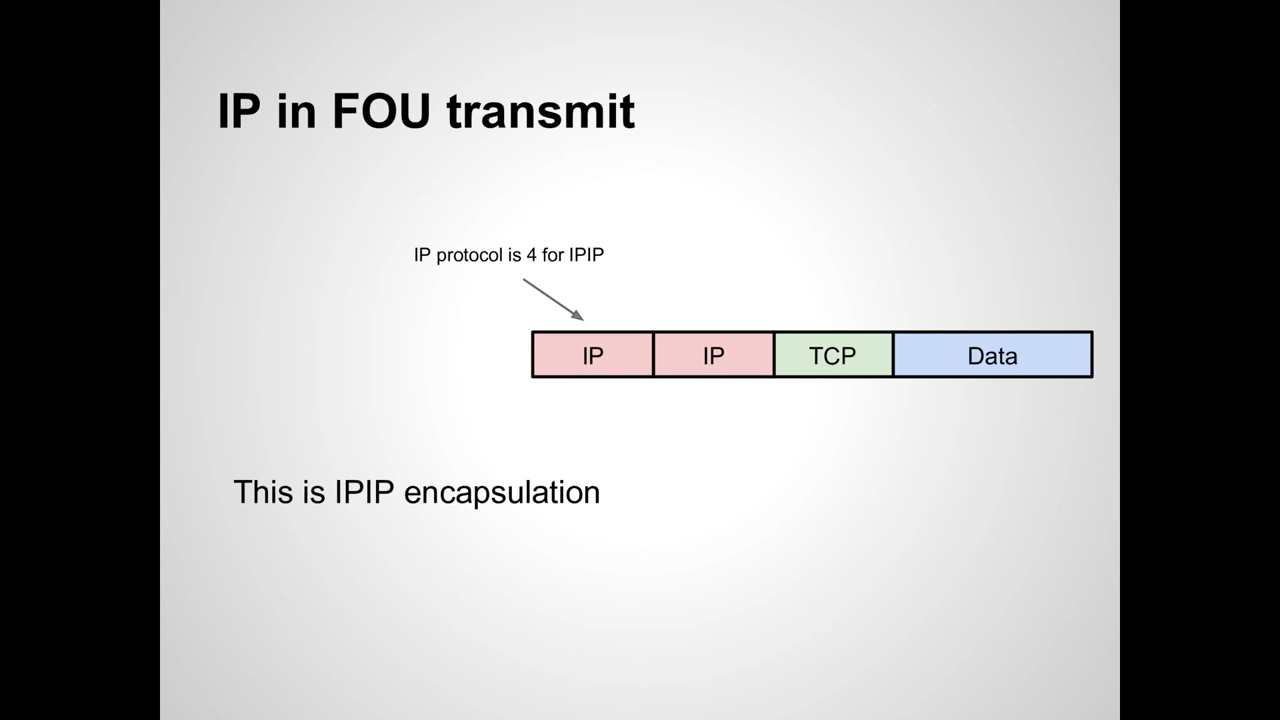 IP in FOU transmit
IP protocol is 4 for IPIP
IP IP TCP Data
This is IPIP encapsulation